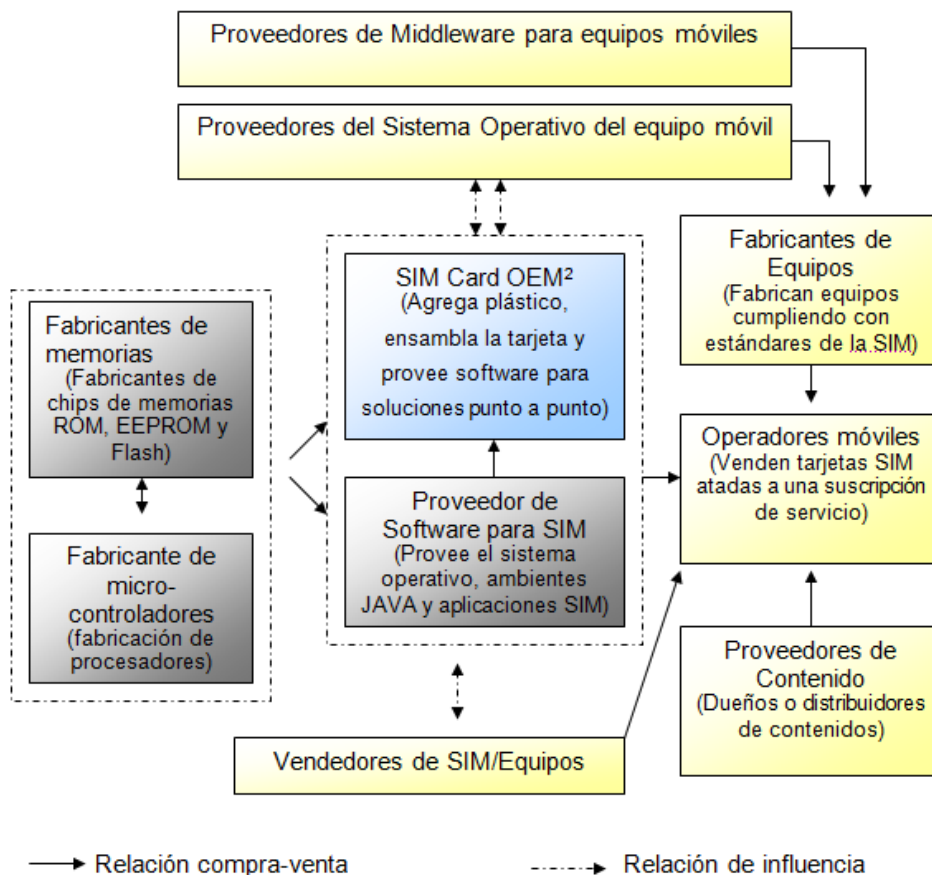 Proveedores de Middleware para equipos móviles
Proveedores del Sistema Operativo del equipo móvil
Fabricantes de
Equipos
(Fabrican equipos
cumpliendo con
estándares de la SIM)
SIM Card OEM²
(Agrega plástico,
ensambla la tarjeta y
provee software para
soluciones punto a punto)
Fabricantes de
memorias
(Fabricantes de
chips de memorias
ROM, EEPROM y
Flash)
Operadores móviles
(Venden tarjetas SIM
atadas a una suscripción
de servicio)
Proveedor de
Software para SIM
(Provee el sistema
operativo, ambientes
JAVA y aplicaciones SIM)
Fabricante de
micro-
controladores
(fabricación de
procesadores)
Proveedores de
Contenido
(Dueños o distribuidores
de contenidos)
Vendedores de SIM/Equipos
Relación compra-venta
Relación de influencia